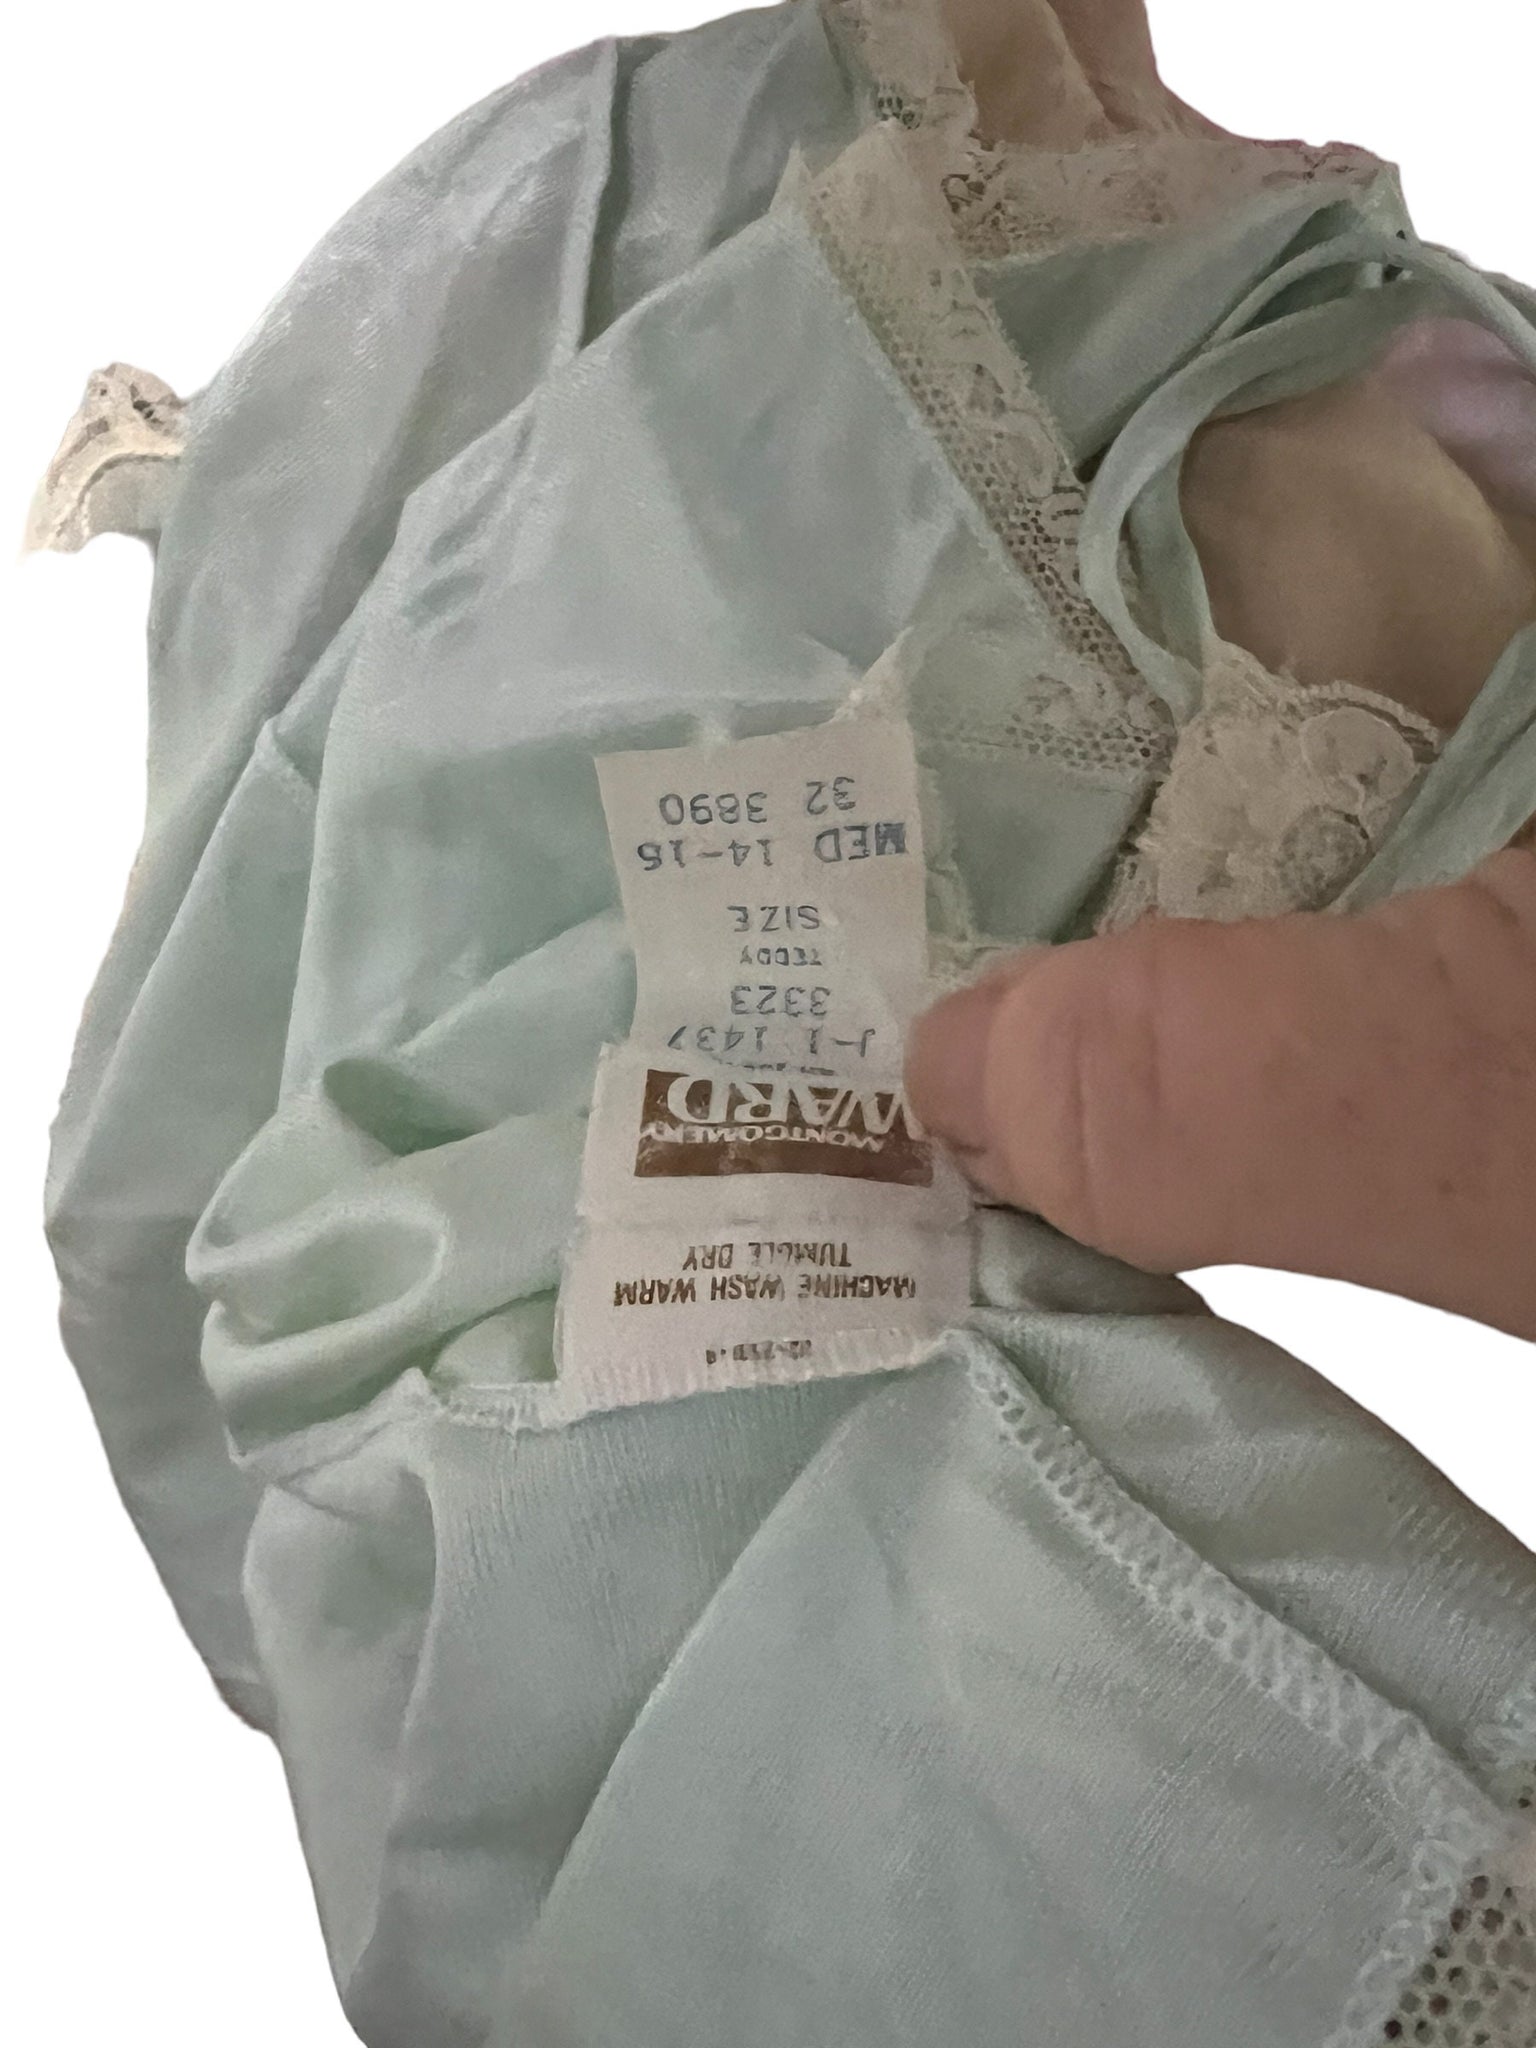 MACHINE WASH WARM
TUMBLE DRY
MONTGOMERY
WARD
J-1 1437
3323
TEDDY
SIZE
MED 14-16
32 3890